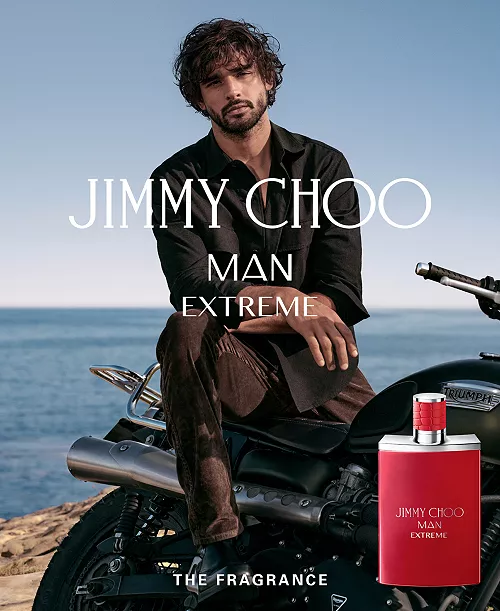 JIMMY CHOO
MAN
EXTREME
TRIUMPH
JIMMY CHOO
MAN
EXTREME
THE FRAGRANCE